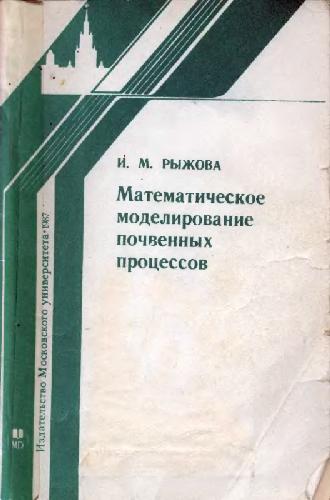 И. М. РЫЖОВА
Математическое
моделирование
почвенных
процессов
Издательство Московского университета·1987